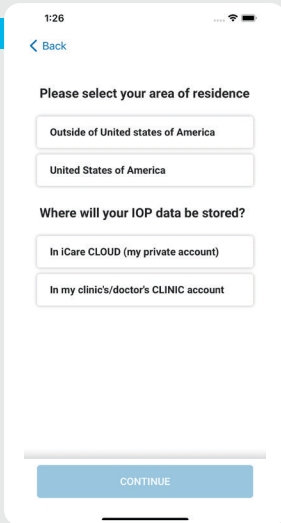 1:26
Back
Please select your area of residence
Outside of United states of America
United States of America
Where will your IOP data be stored?
In iCare CLOUD (my private account)
In my clinic's/doctor's CLINIC account
CONTINUE